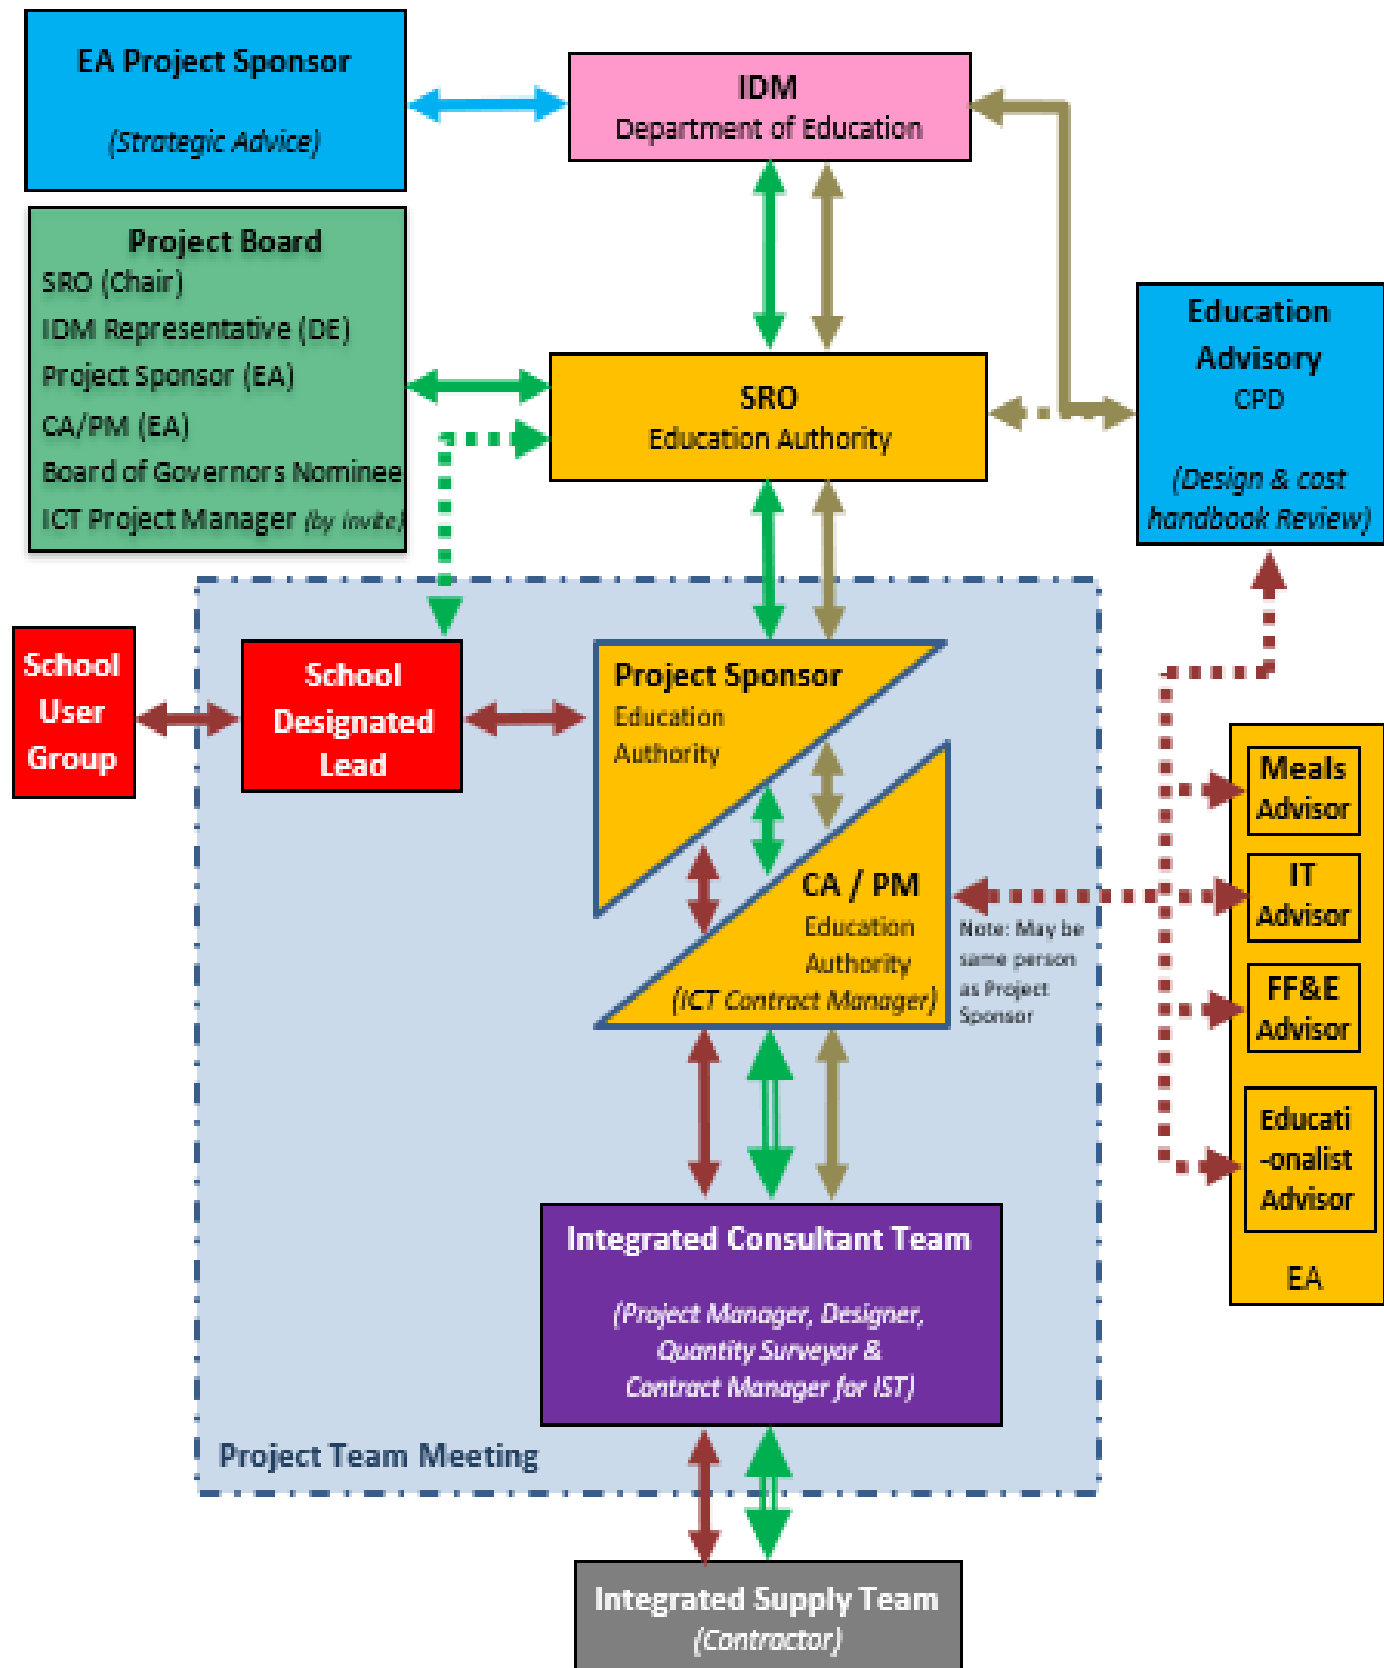 EA Project Sponsor
(Strategic Advice)
IDM
Department of Education
Project Board
SRO (Chair)
IDM Representative (DE)
Project Sponsor (EA)
CA/PM (EA)
Board of Governors Nominee
ICT Project Manager (by invite)
SRO
Education Authority
Education
Advisory
CPD
(Design & cost
handbook Review)
School
User
Group
School
Designated
Lead
Project Sponsor
Education
Authority
CA / PM
Education
Authority
(ICT Contract Manager)
Note: May be
same person
as Project
Sponsor
Meals
Advisor
IT
Advisor
FF&E
Advisor
Educati
-onalist
Advisor
EA
Integrated Consultant Team
(Project Manager, Designer,
Quantity Surveyor &
Contract Manager for IST)
Project Team Meeting
Integrated Supply Team
(Contractor)